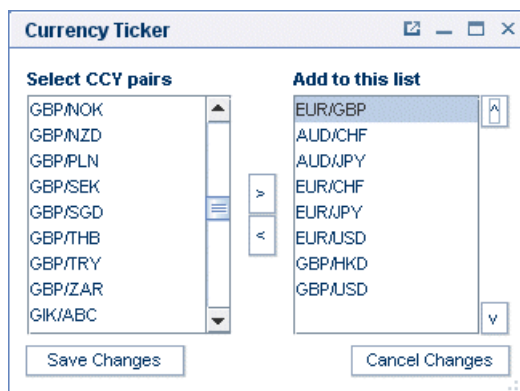 Currency Ticker
Select CCY pairs
GBP/NOK
GBP/NZD
GBP/PLN
GBP/SEK
GBP/SGD
GBP/THB
GBP/TRY
GBP/ZAR
GIK/ABC
>
<
Add to this list
EUR/GBP
AUD/CHF
AUD/JPY
EUR/CHF
EUR/JPY
EUR/USD
GBP/HKD
GBP/USD
^
v
Save Changes
Cancel Changes